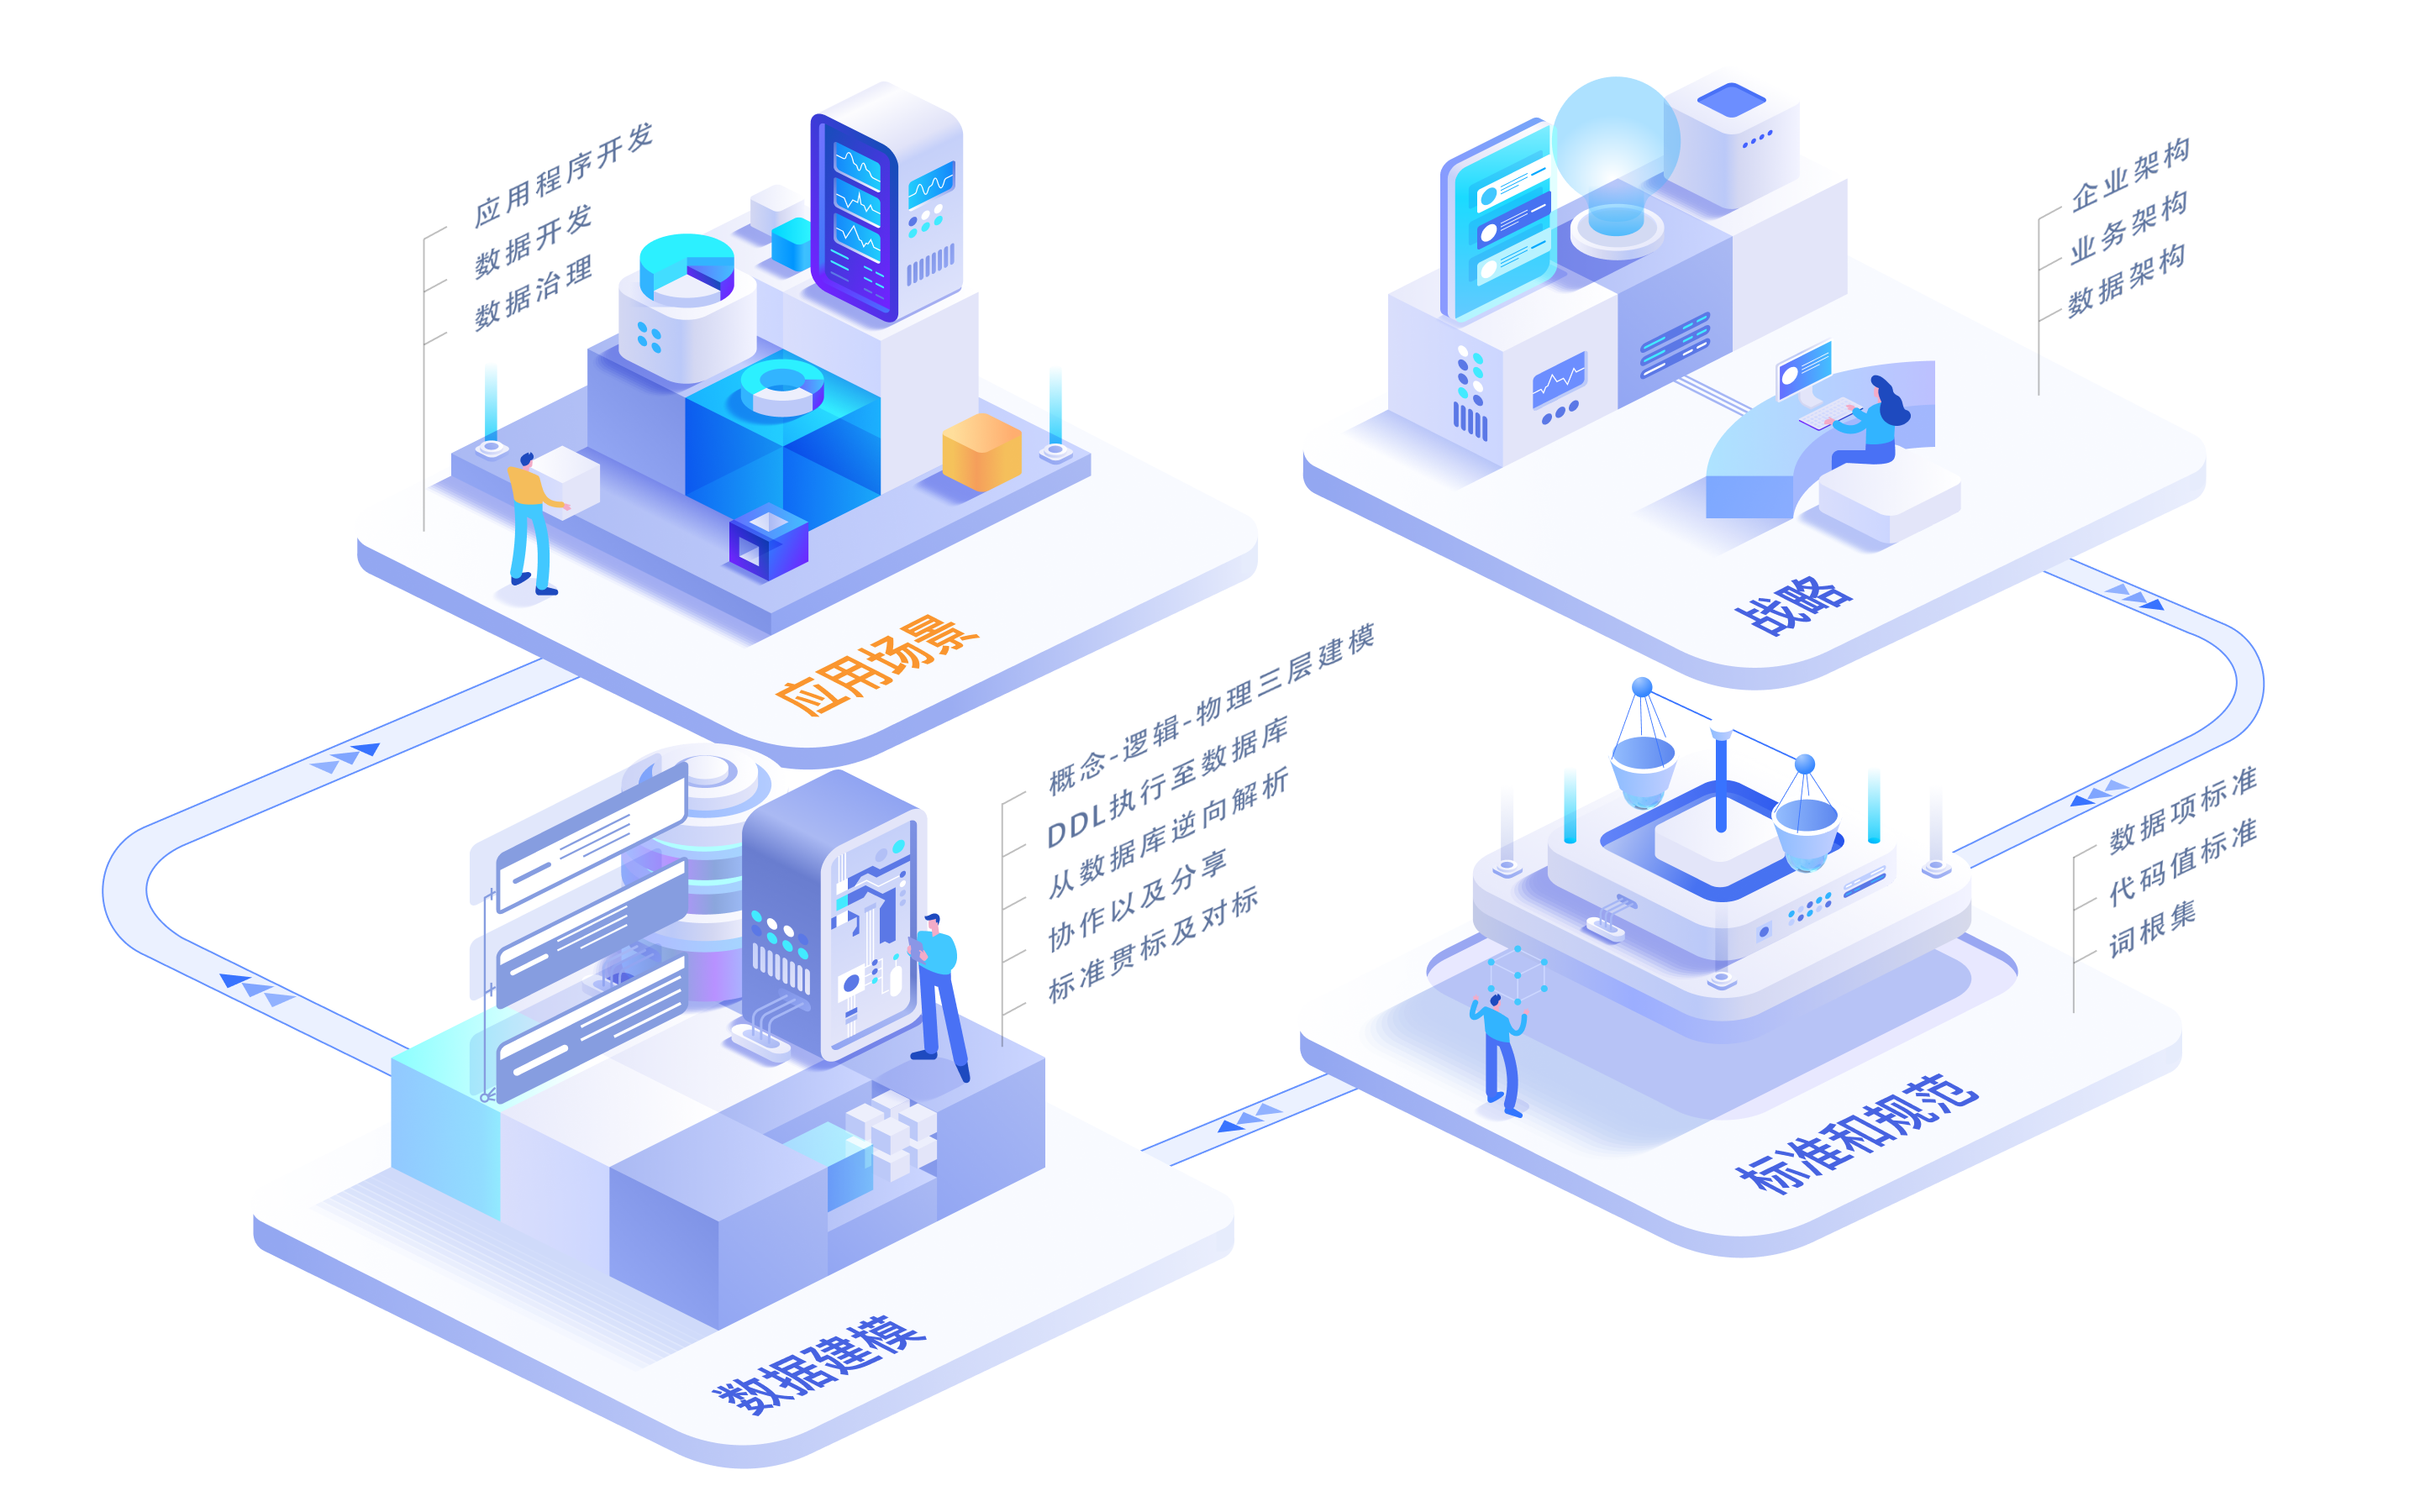 应用程序开发
数据开发
数据治理
应用场景
企业架构
业务架构
数据架构
战略
概念-逻辑-物理三层建模
DDL执行至数据库
从数据库逆向解析
协作以及分享
标准贯标及对标
数据建模
数据项标准
代码值标准
词根集
标准和规范